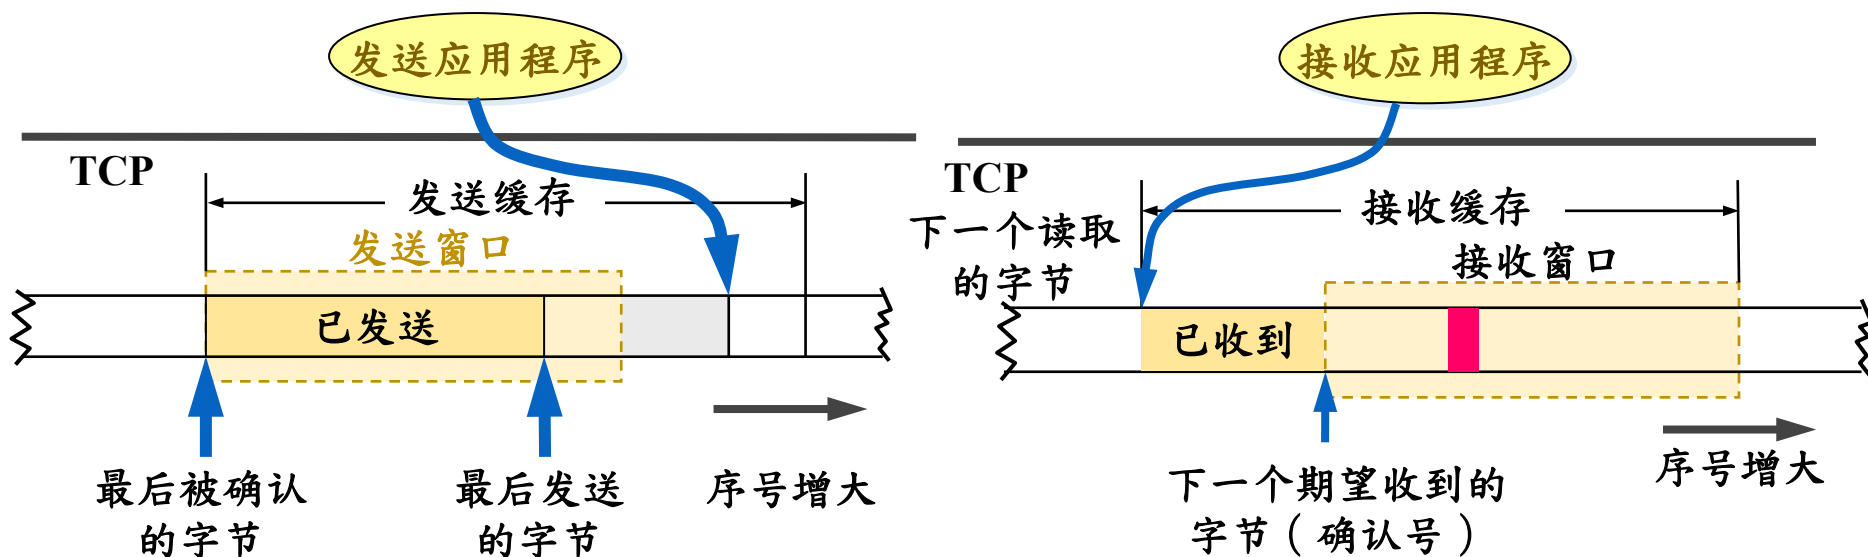 发送应用程序
TCP
发送缓存
发送窗口
已发送
最后被确认
的字节
最后发送
的字节
序号增大
接收应用程序
TCP
下一个读取
的字节
接收缓存
接收窗口
已收到
下一个期望收到的
字节（确认号）
序号增大